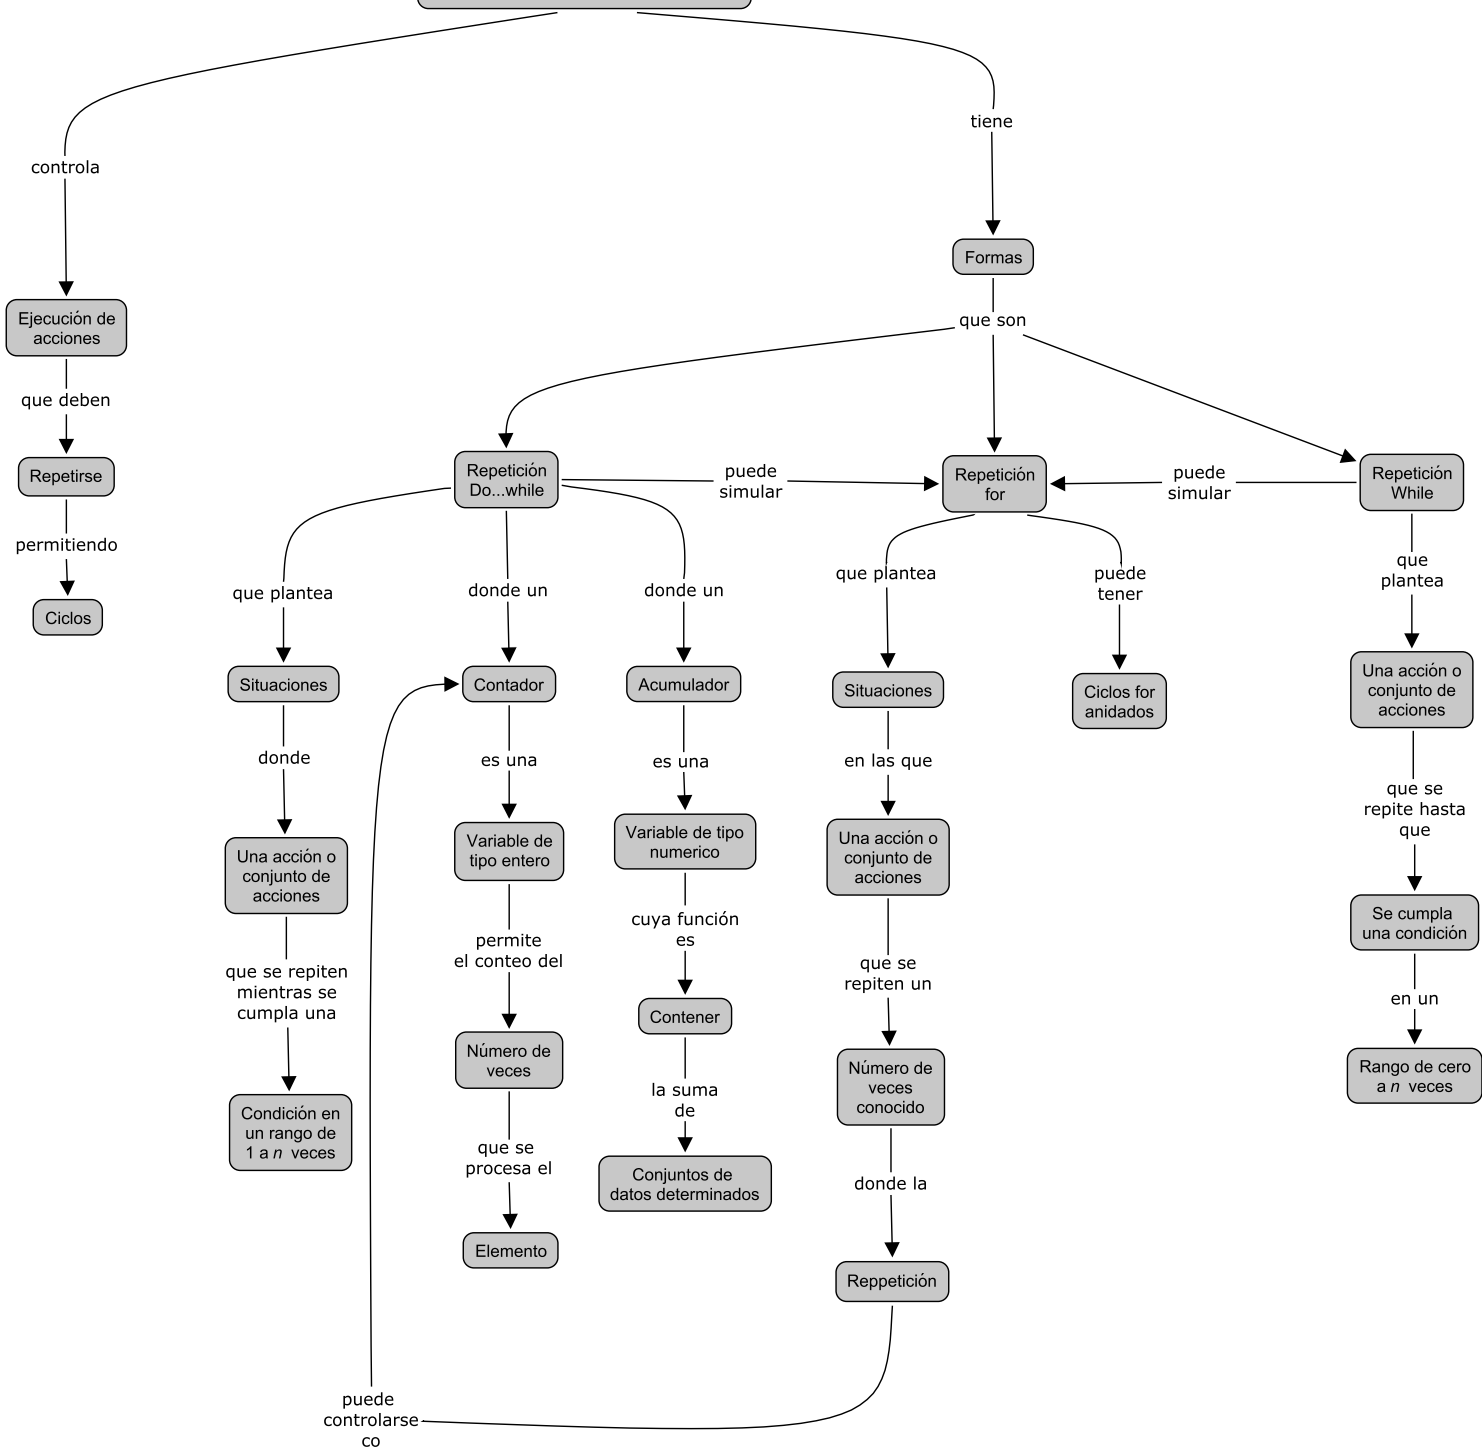 tiene
controla
Formas
Ejecución de
acciones
que son
que deben
Repetirse
permitiendo
Ciclos
Repetición
Do...while
puede
simular
Repetición
for
puede
simular
Repetición
While
que plantea
donde un
donde un
que plantea
puede
tener
que
plantea
Situaciones
Contador
Acumulador
Situaciones
Ciclos for
anidados
Una acción o
conjunto de
acciones
donde
es una
es una
en las que
que se
repite hasta
que
Una acción o
conjunto de
acciones
Variable de
tipo entero
Variable de tipo
numerico
Una acción o
conjunto de
acciones
Se cumpla
una condición
que se repiten
mientras se
cumpla una
permite
el conteo del
cuya función
es
que se
repiten un
en un
Condición en
un rango de
1 a n veces
Número de
veces
Contener
Número de
veces
conocido
Rango de cero
a n veces
que se
procesa el
la suma
de
donde la
Elemento
Conjuntos de
datos determinados
Reppetición
puede
controlarse
co